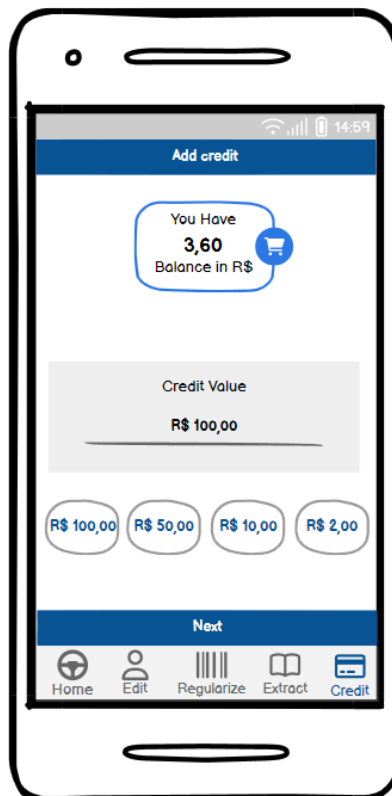 14:59
Add credit
You Have
3,60
Balance in R$
Credit Value
R$ 100,00
R$ 100,00 R$ 50,00 R$ 10,00 R$ 2,00
Next
Home Edit Regularize Extract Credit